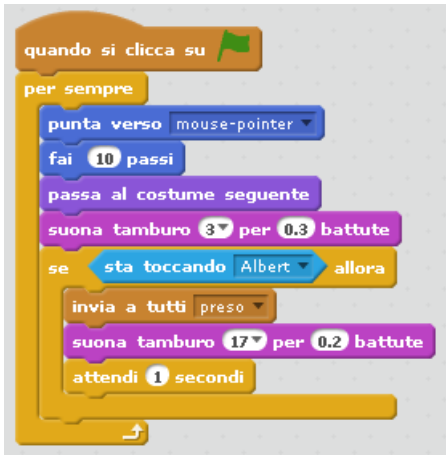 quando si clicca su
per sempre
punta verso mouse-pointer
fai 10 passi
passa al costume seguente
suona tamburo 3 per 0.3 battute
se sta toccando Albert allora
invia a tutti preso
suona tamburo 17 per 0.2 battute
attendi 1 secondi